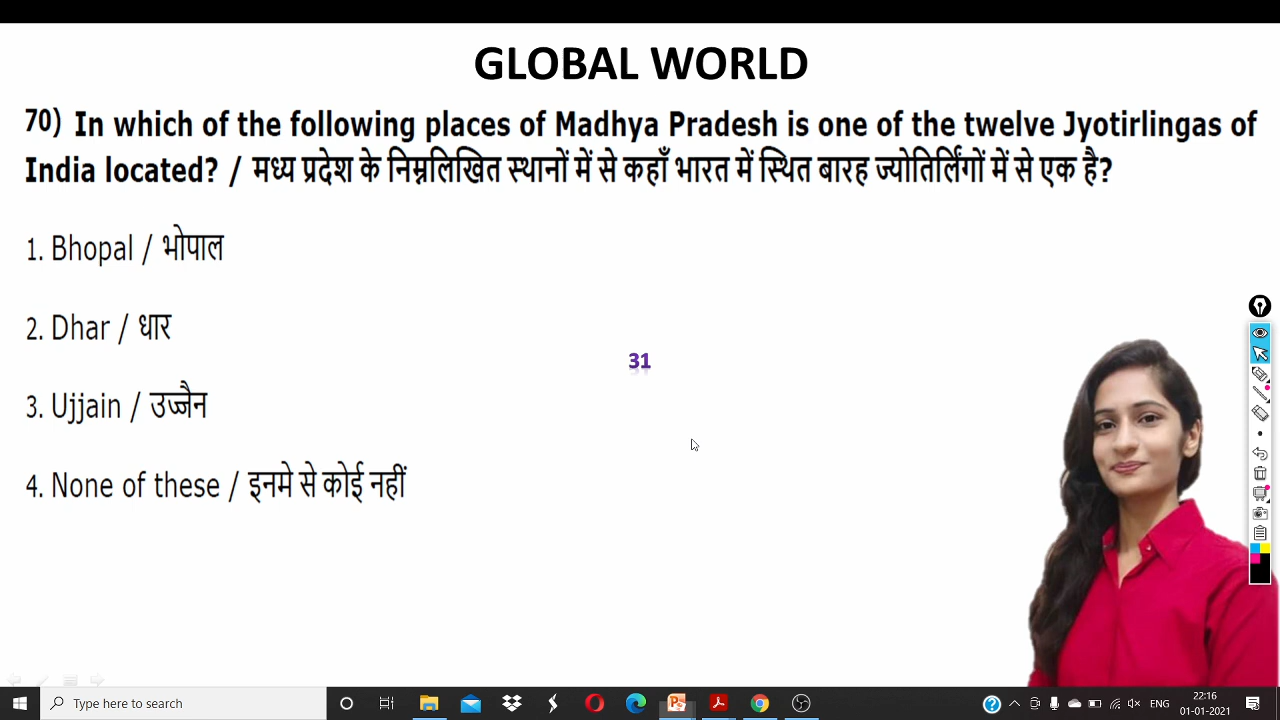 GLOBAL WORLD
70) In which of the following places of Madhya Pradesh is one of the twelve Jyotirlingas of
India located? / मध्य प्रदेश के निम्नलिखित स्थानों में से कहाँ भारत में स्थित बारह ज्योतिर्लिंगों में से एक है?
1. Bhopal / भोपाल
2. Dhar / धार
31
3. Ujjain / उज्जैन
4. None of these / इनमे से कोई नहीं
Type here to search
ENG
22:16
01-01-2021